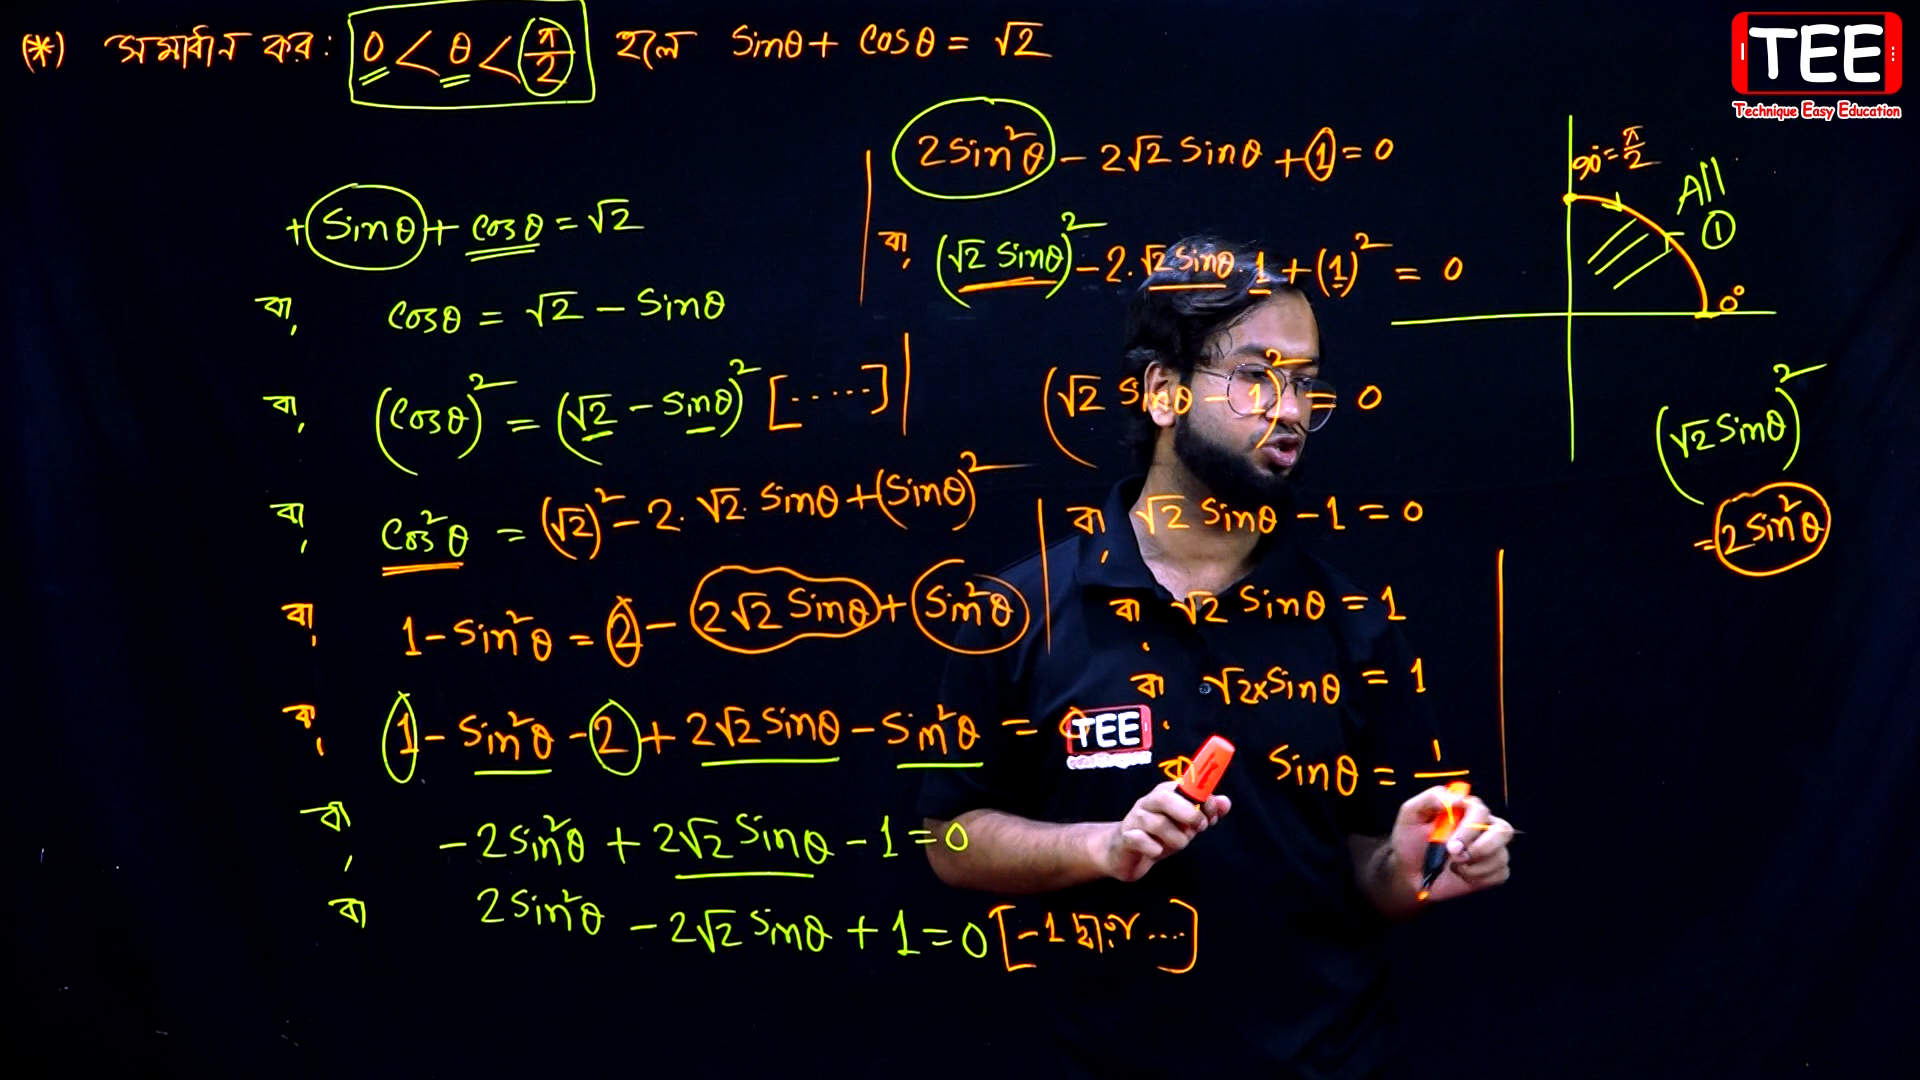 (*) সমাধান কর: 0 < θ < π/2 হলে sinθ + cosθ = √2
+ sinθ + cosθ = √2
বা, cosθ = √2 - sinθ
বা, (cosθ)² = (√2 - sinθ)² [.....]
বা, cos²θ = (√2)² - 2. √2. sinθ + (sinθ)²
বা, 1 - sin²θ = 2 - 2√2 sinθ + sin²θ
বা, 1 - sin²θ - 2 + 2√2 sinθ - sin²θ = 0
বা, -2sin²θ + 2√2 sinθ - 1 = 0
বা 2sin²θ - 2√2 sinθ + 1 = 0 [-1 দ্বারা ....]
2sin²θ - 2√2 sinθ + 1 = 0
বা, (√2 sinθ)² - 2. √2 sinθ . 1 + (1)² = 0
(√2 sinθ - 1)² = 0
বা, √2 sinθ - 1 = 0
বা, √2 sinθ = 1
বা, √2 x sinθ = 1
বা sinθ = 1
90° = π/2
All
1
0°
(√2 sinθ)²
= 2 sin²θ
TEE
Technique Easy Education
TEE